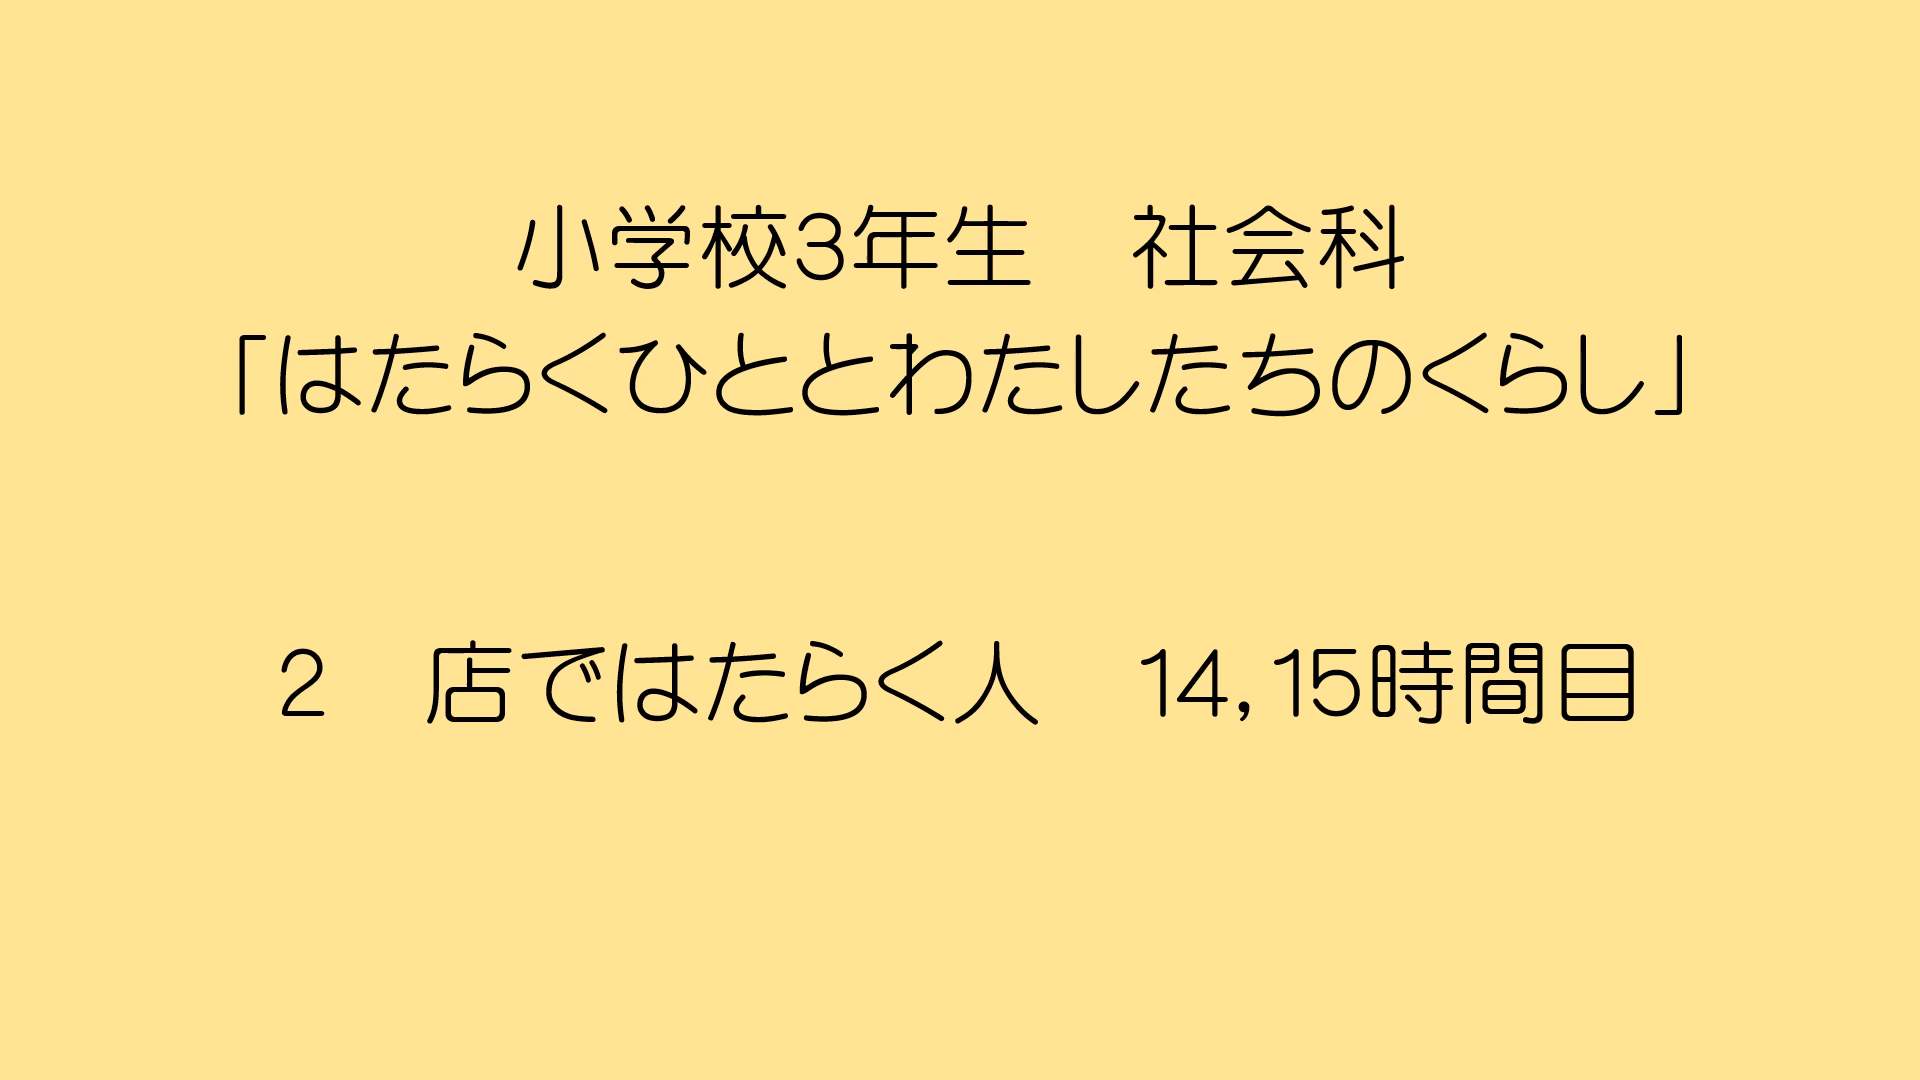 小学校3年生　社会科
「はたらくひととわたしたちのくらし」
2　店ではたらく人　14,15時間目